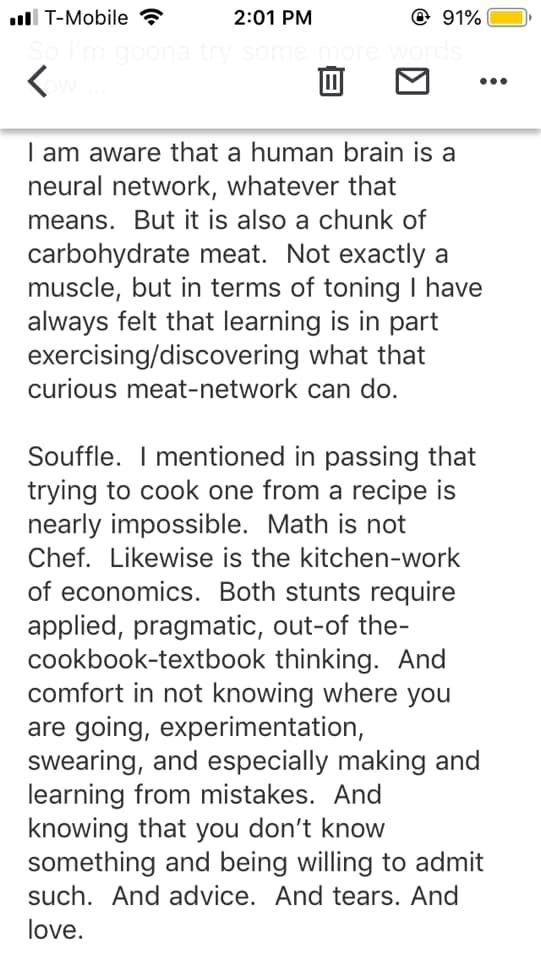 T-Mobile 2:01 PM 91%
So I'm goona try some more words
now ...
I am aware that a human brain is a
neural network, whatever that
means.  But it is also a chunk of
carbohydrate meat.  Not exactly a
muscle, but in terms of toning I have
always felt that learning is in part
exercising/discovering what that
curious meat-network can do.
Souffle.  I mentioned in passing that
trying to cook one from a recipe is
nearly impossible.  Math is not
Chef.  Likewise is the kitchen-work
of economics.  Both stunts require
applied, pragmatic, out-of the-
cookbook-textbook thinking.  And
comfort in not knowing where you
are going, experimentation,
swearing, and especially making and
learning from mistakes.  And
knowing that you don’t know
something and being willing to admit
such.  And advice.  And tears. And
love.